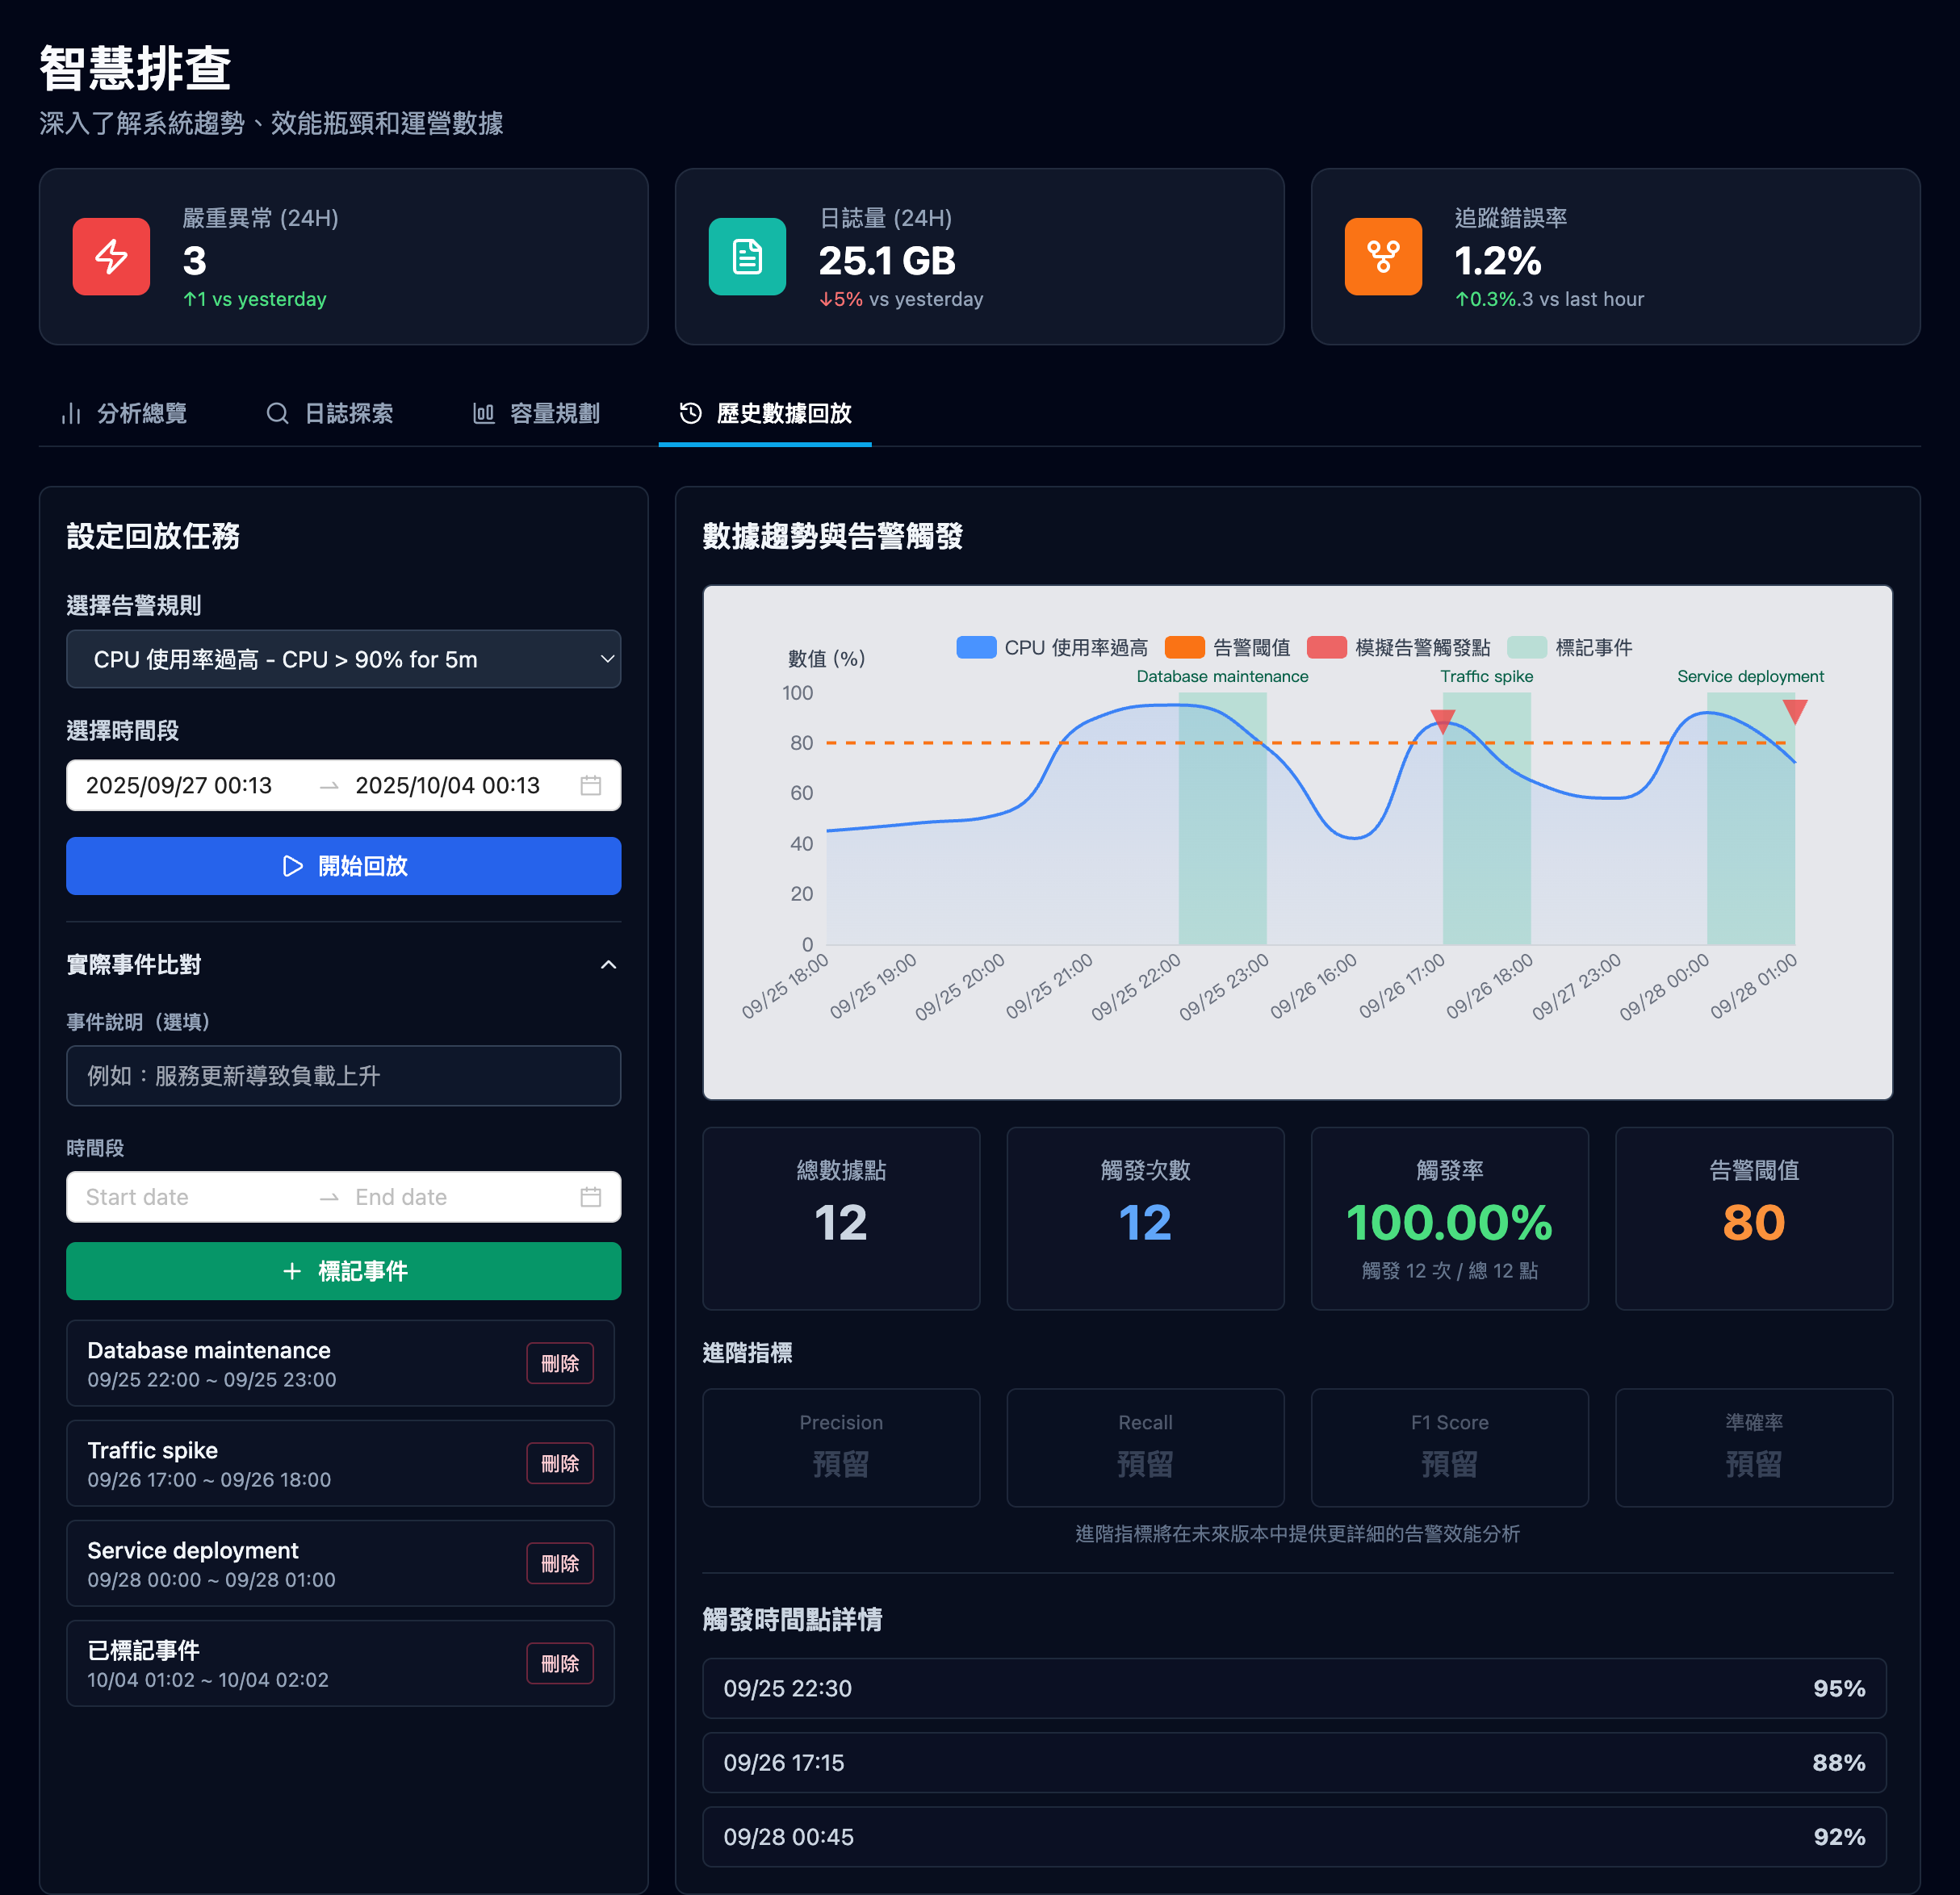 智慧排查
深入了解系統趨勢、效能瓶頸和運營數據
嚴重異常 (24H)
3
↑1 vs yesterday
日誌量 (24H)
25.1 GB
↓5% vs yesterday
追蹤錯誤率
1.2%
↑0.3%.3 vs last hour
分析總覽
日誌探索
容量規劃
歷史數據回放
設定回放任務
選擇告警規則
CPU 使用率過高 - CPU > 90% for 5m
選擇時間段
2025/09/27 00:13
2025/10/04 00:13
開始回放
實際事件比對
事件說明（選填）
例如：服務更新導致負載上升
時間段
Start date
End date
標記事件
Database maintenance
09/25 22:00 ~ 09/25 23:00
刪除
Traffic spike
09/26 17:00 ~ 09/26 18:00
刪除
Service deployment
09/28 00:00 ~ 09/28 01:00
刪除
已標記事件
10/04 01:02 ~ 10/04 02:02
刪除
數據趨勢與告警觸發
CPU 使用率過高
告警閾值
模擬告警觸發點
標記事件
數值 (%)
Database maintenance
Traffic spike
Service deployment
100
80
60
40
20
0
09/25 18:00
09/25 19:00
09/25 20:00
09/25 21:00
09/25 22:00
09/25 23:00
09/26 16:00
09/26 17:00
09/26 18:00
09/27 23:00
09/28 00:00
09/28 01:00
總數據點
12
觸發次數
12
觸發率
100.00%
觸發 12 次 / 總 12 點
告警閾值
80
進階指標
Precision
預留
Recall
預留
F1 Score
預留
準確率
預留
進階指標將在未來版本中提供更詳細的告警效能分析
觸發時間點詳情
09/25 22:30
95%
09/26 17:15
88%
09/28 00:45
92%